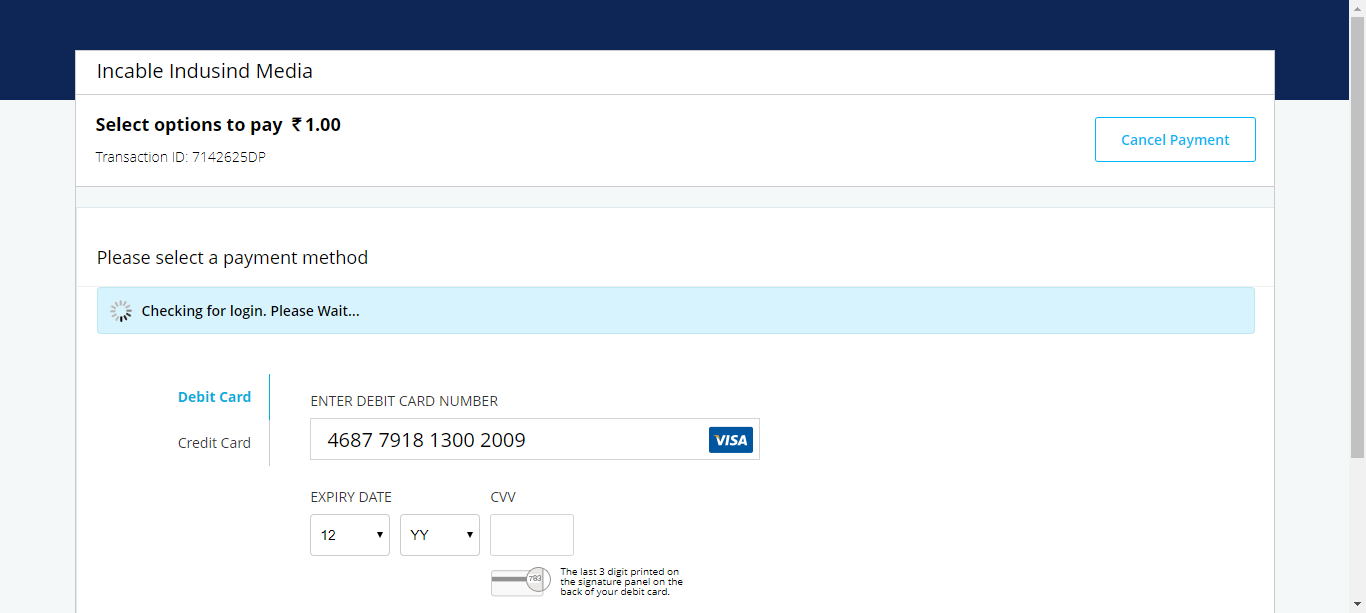 Incable Indusind Media
Select options to pay ₹1.00
Cancel Payment
Transaction ID: 7142625DP
Please select a payment method
Checking for login. Please Wait...
Debit Card
Credit Card
ENTER DEBIT CARD NUMBER
4687 7918 1300 2009 VISA
EXPIRY DATE CVV
12 YY
783
The last 3 digit printed on
the signature panel on the
back of your debit card.